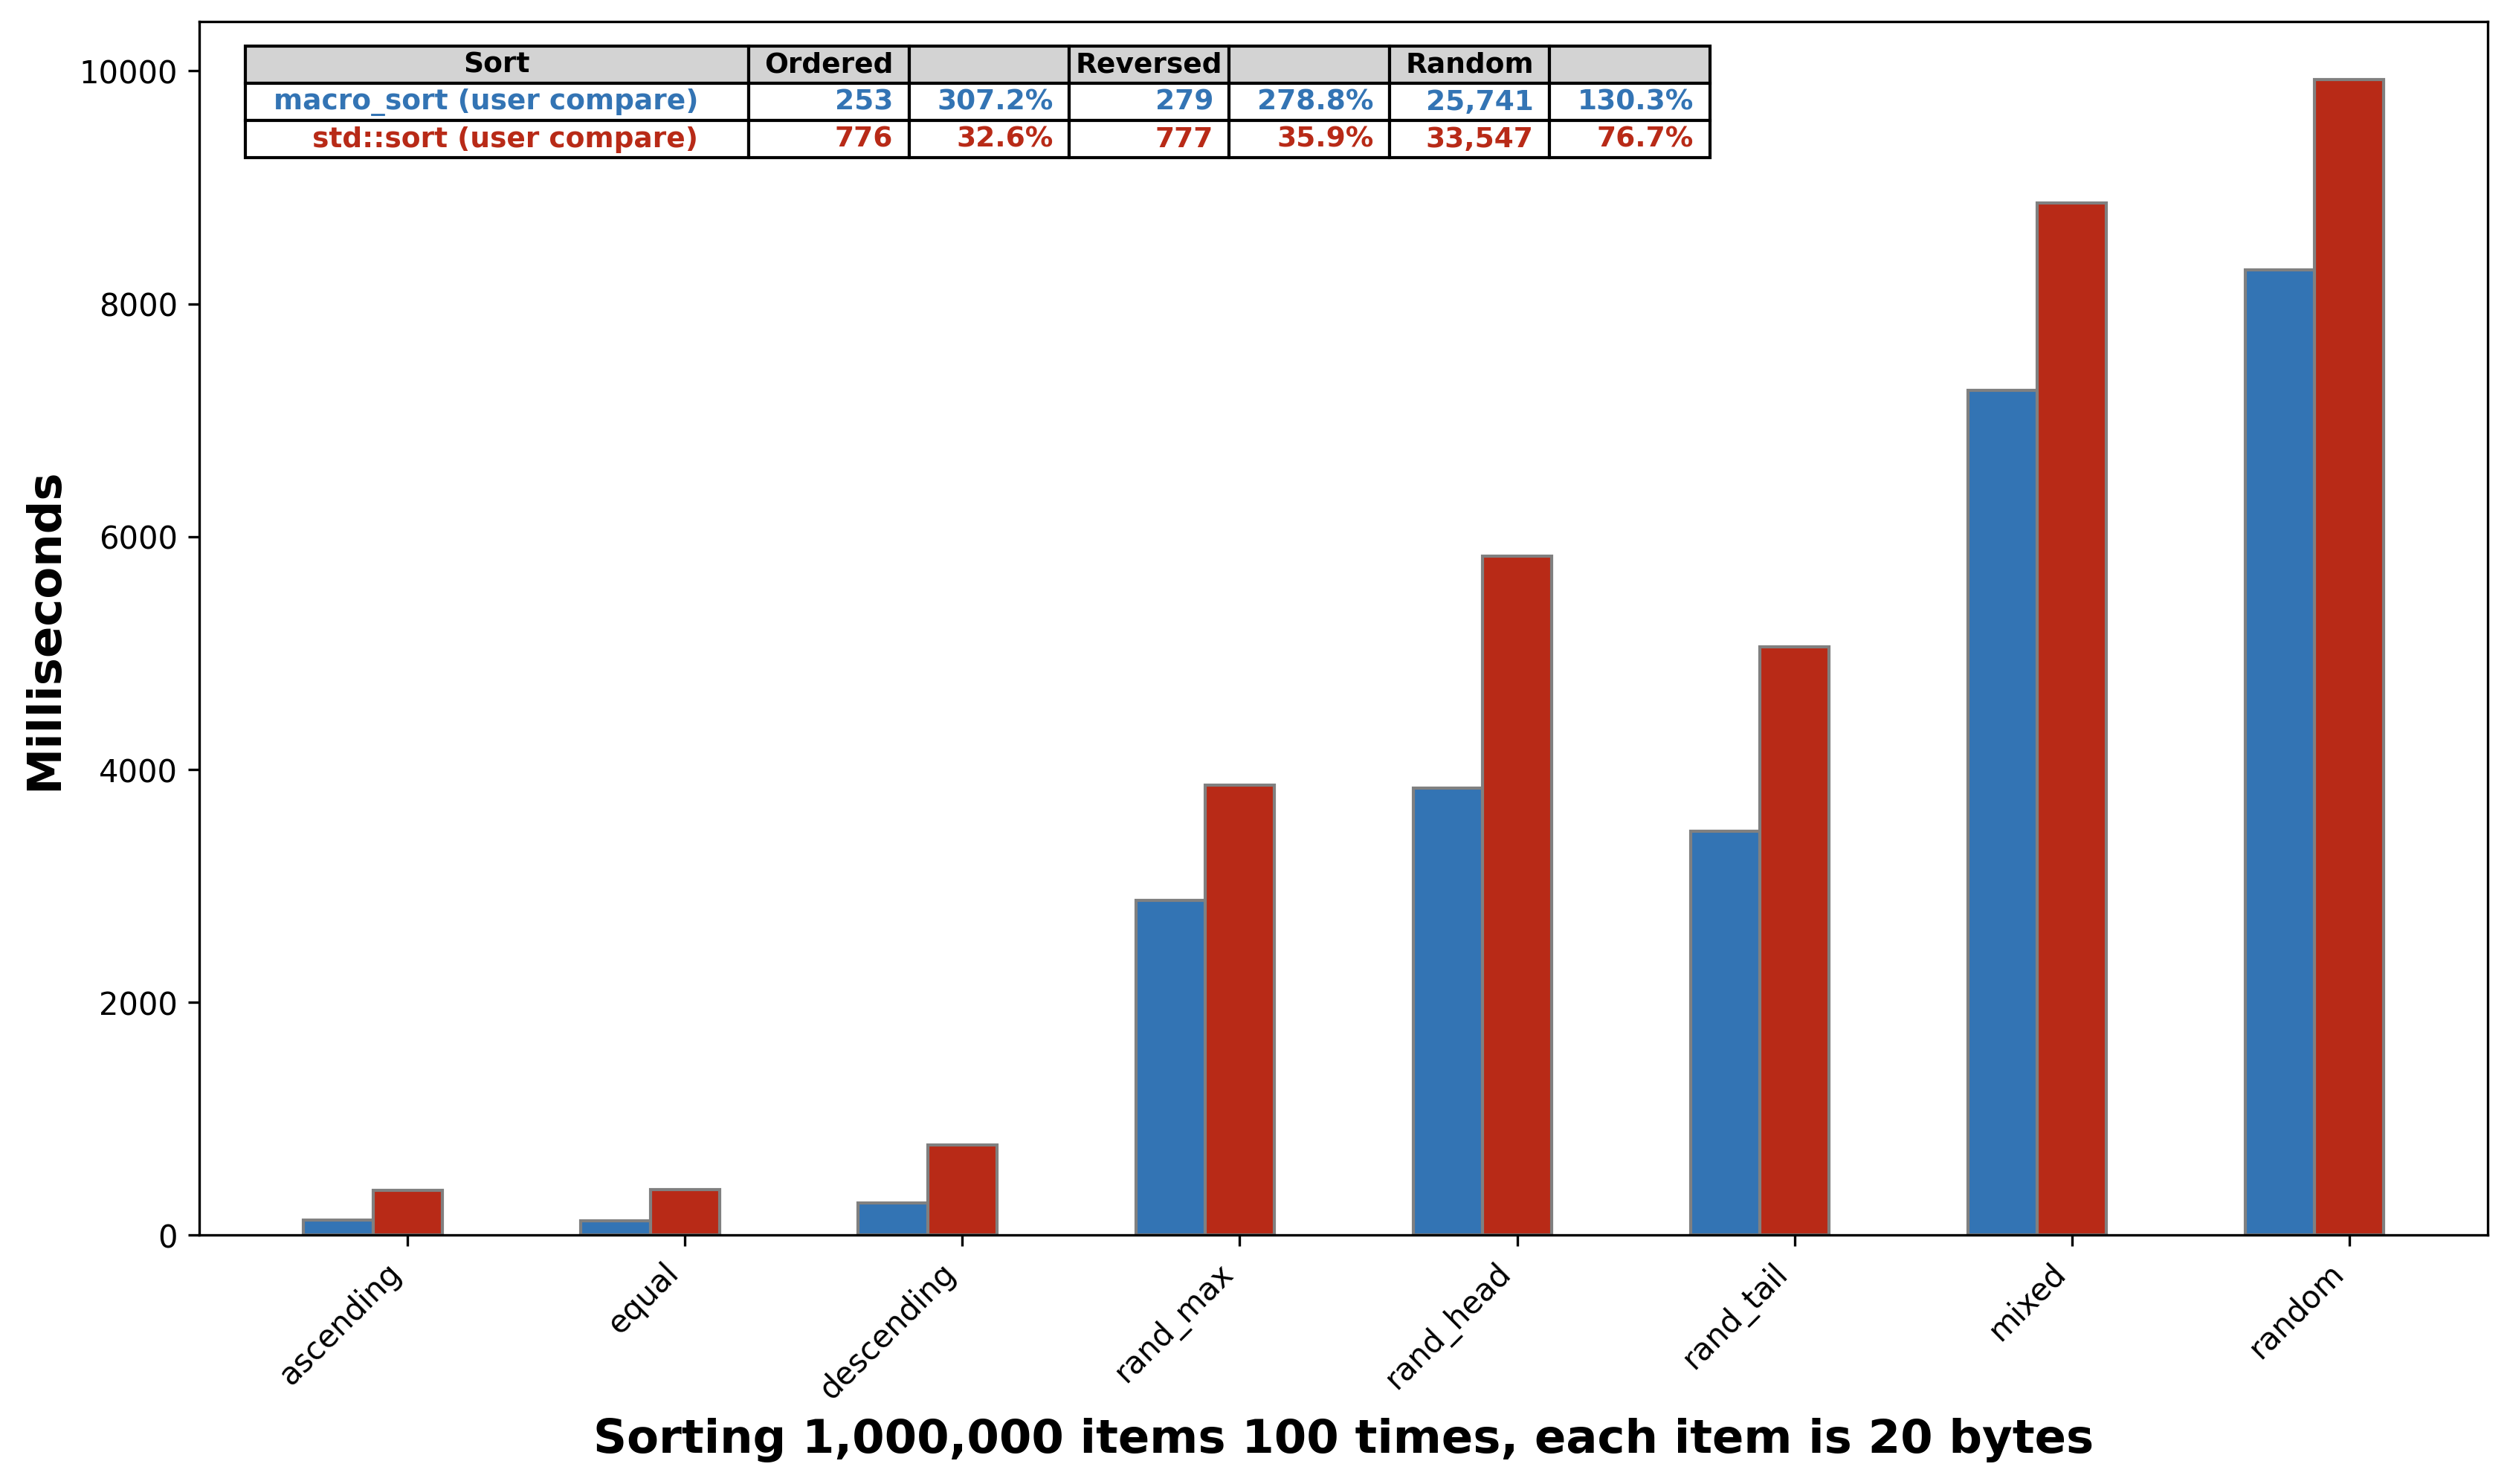 Sort Ordered Reversed Random
macro_sort (user compare) 253 307.2% 279 278.8% 25,741 130.3%
std::sort (user compare) 776 32.6% 777 35.9% 33,547 76.7%
10000
8000
6000
4000
2000
0
Milliseconds
ascending
equal
descending
rand_max
rand_head
rand_tail
mixed
random
Sorting 1,000,000 items 100 times, each item is 20 bytes